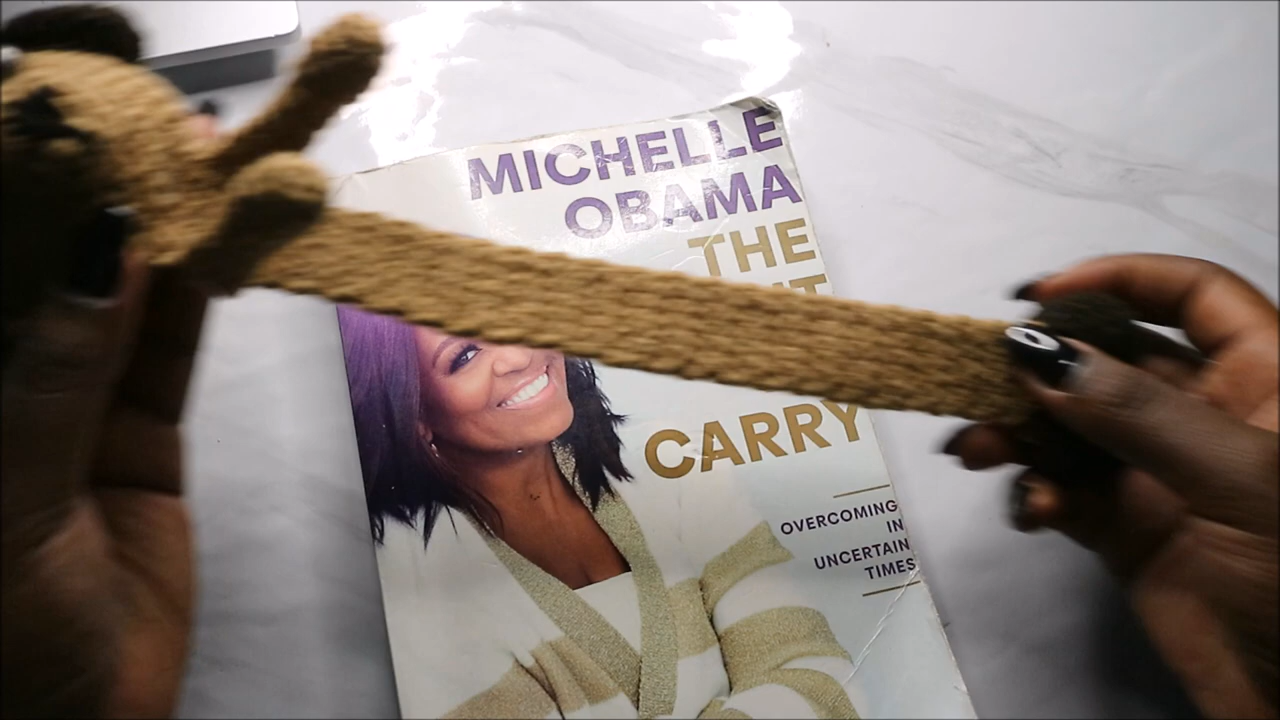 MICHELLE
OBAMA
THE
CARRY
OVERCOMING
IN
UNCERTAIN
TIMES